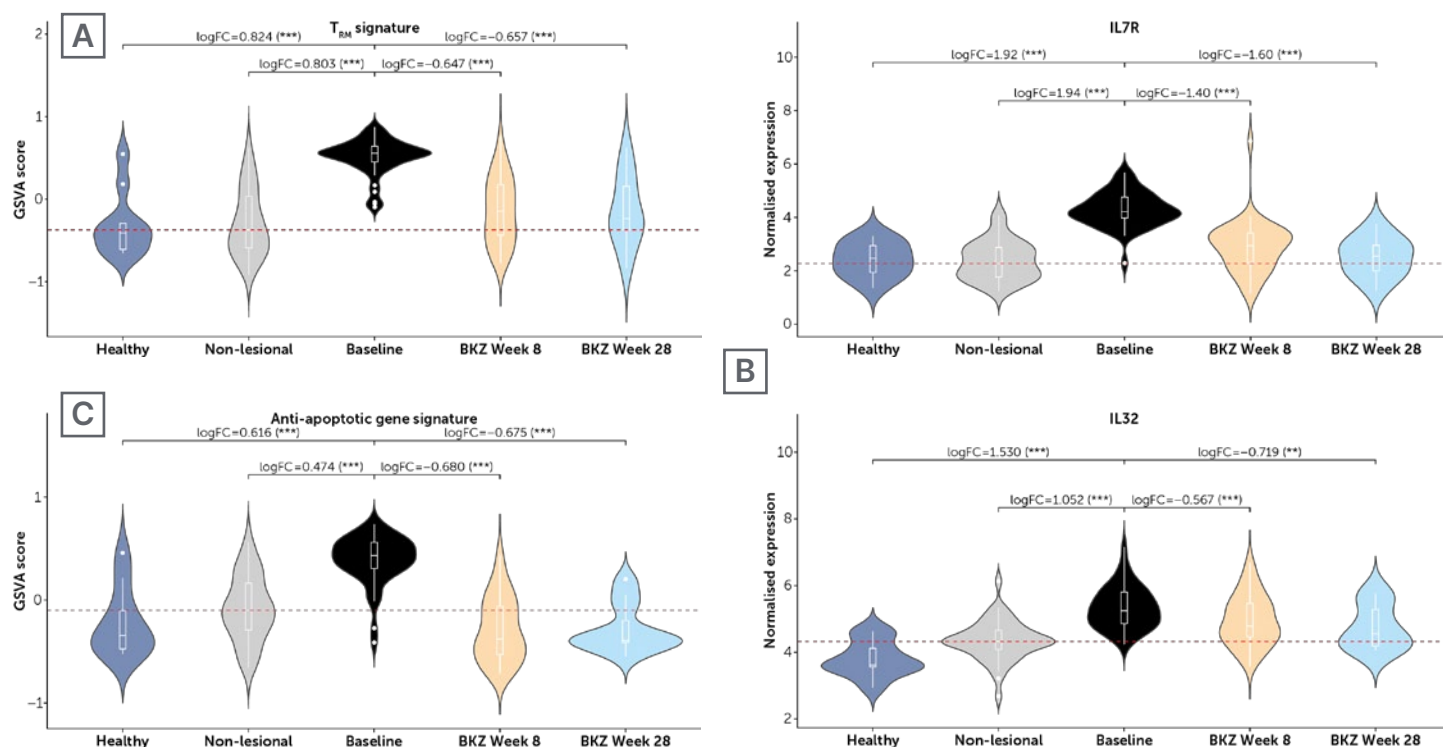 A
T_RM signature
logFC=0.824 (***)
logFC=−0.657 (***)
logFC=0.803 (***)
logFC=−0.647 (***)
GSVA score
2
1
0
−1
Healthy
Non-lesional
Baseline
BKZ Week 8
BKZ Week 28
B
IL7R
logFC=1.92 (***)
logFC=-1.60 (***)
logFC=1.94 (***)
logFC=−1.40 (***)
Normalised expression
10
8
6
4
2
0
Healthy
Non-lesional
Baseline
BKZ Week 8
BKZ Week 28
C
Anti-apoptotic gene signature
logFC=0.616 (***)
logFC=−0.675 (***)
logFC=0.474 (***)
logFC=−0.680 (***)
GSVA score
1
0
−1
Healthy
Non-lesional
Baseline
BKZ Week 8
BKZ Week 28
IL32
logFC=1.530 (***)
logFC=-0.719 (**)
logFC=1.052 (***)
logFC=−0.567 (***)
Normalised expression
10
8
6
4
2
Healthy
Non-lesional
Baseline
BKZ Week 8
BKZ Week 28